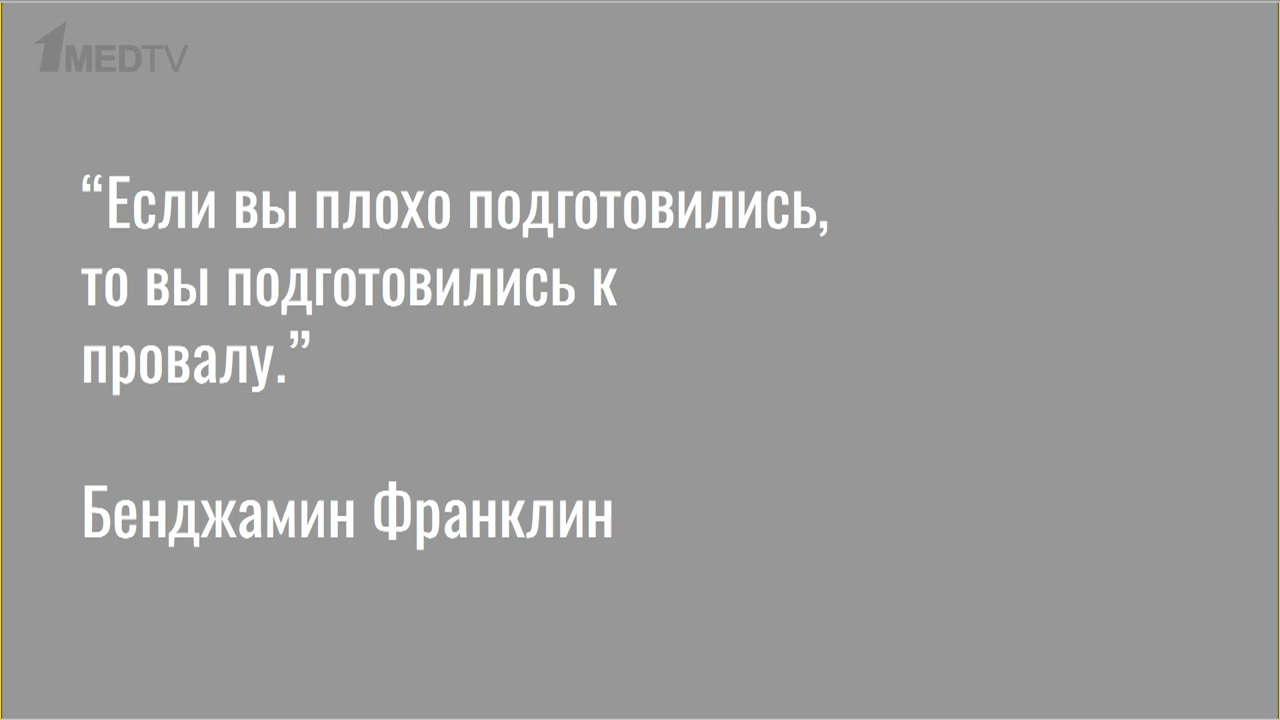 1MEDTV
“Если вы плохо подготовились,
то вы подготовились к
провалу.”
Бенджамин Франклин